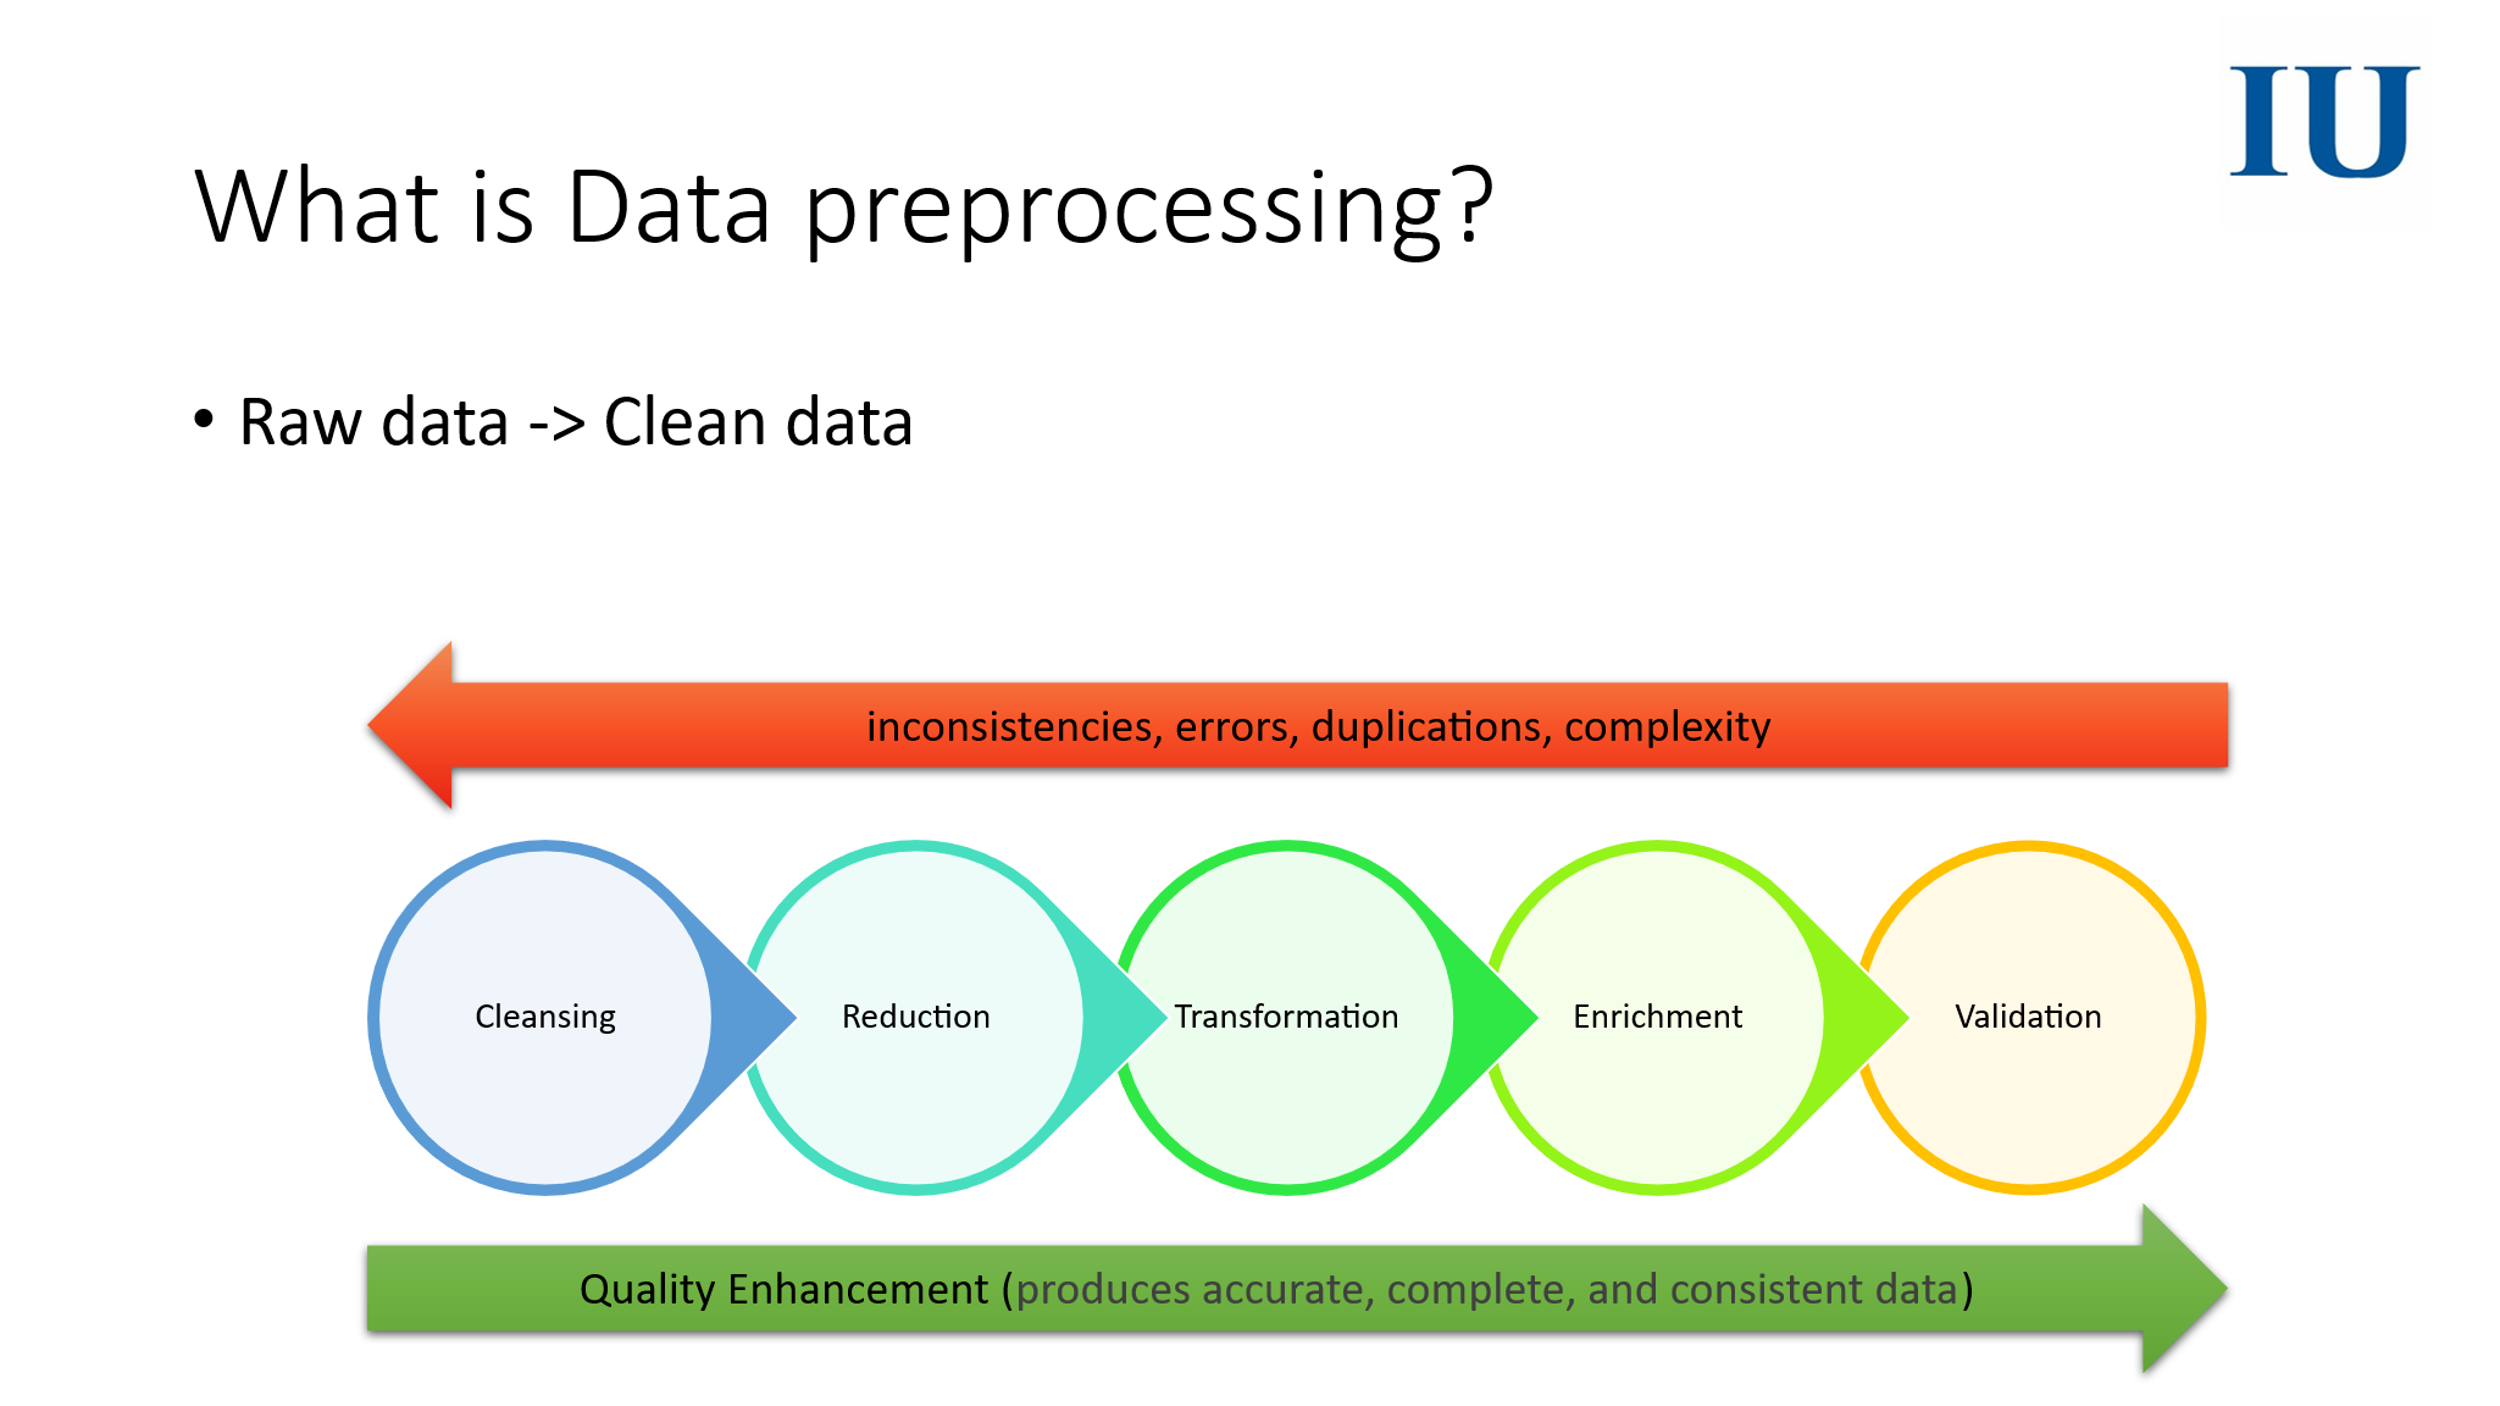 IU
What is Data preprocessing?
• Raw data -> Clean data
inconsistencies, errors, duplications, complexity
Cleansing
Reduction
Transformation
Enrichment
Validation
Quality Enhancement (produces accurate, complete, and consistent data)